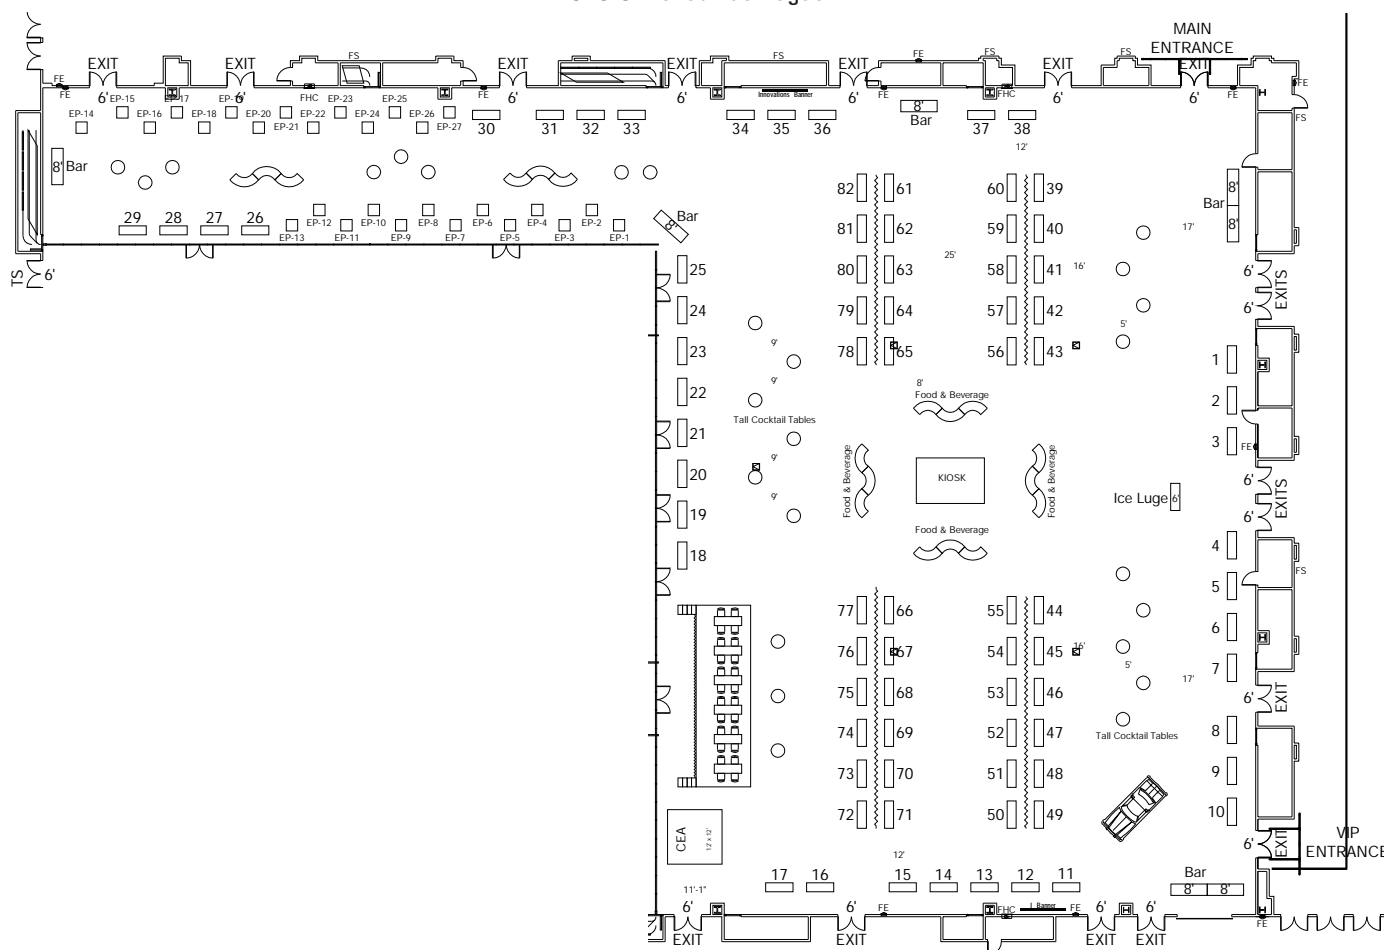 MAIN
ENTRANCE
EXIT EXIT FS EXIT EXIT FS EXIT FE FS EXIT FS EXIT
FE FE 6' 6' FHC FE 6' 6' 6' FE FHC 6' 6' FE FE FS
EP-15 EP-17 EP-23 EP-25
EP-14 EP-16 EP-18 EP-20 EP-21 EP-22 EP-24 EP-26 EP-27
30 31 32 33 34 35 36 37 38
Innovations Banner
8'
Bar
12'
8' Bar
82 61 60 39
8'
Bar
8'
29 28 27 26
EP-12 EP-10 EP-8 EP-6 EP-4 EP-2
EP-13 EP-11 EP-9 EP-7 EP-5 EP-3 EP-1
Bar
8'
81 62 59 40
17'
25'
TS 6'
25 80 63 58 41
16'
6'
EXITS
6'
24 79 64 57 42
9'
5'
23 78 65 56 43
1
9'
8'
22
Food & Beverage
2
Tall Cocktail Tables
21
3
FE
9'
20
Food & Beverage
KIOSK
Food & Beverage
6'
EXITS
6'
9'
19
Ice Luge 6'
Food & Beverage
18
4
FS
5
77 66 55 44
6
76 67 54 45
16'
5'
7
75 68 53 46
17'
6'
EXIT
74 69 52 47
8
Tall Cocktail Tables
73 70 51 48
9
72 71 50 49
10
CEA
12' x 12'
6'
EXIT
VIP
ENTRANCE
12'
17 16 15 14 13 12 11
Bar
8' 8'
11'-1"
6' 6' FE FHC Banner FE 6' 6' FE
EXIT EXIT EXIT EXIT